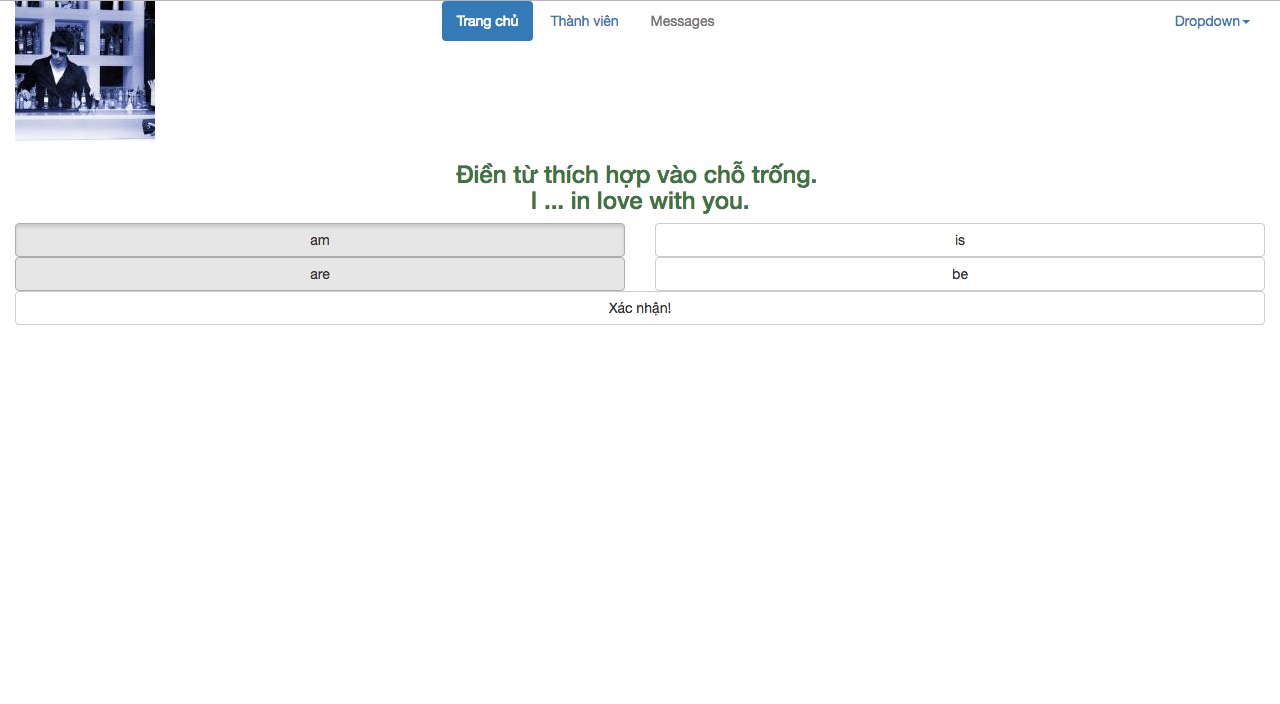 Trang chủ Thành viên Messages Dropdown
Điền từ thích hợp vào chỗ trống.
I ... in love with you.
am is
are be
Xác nhận!